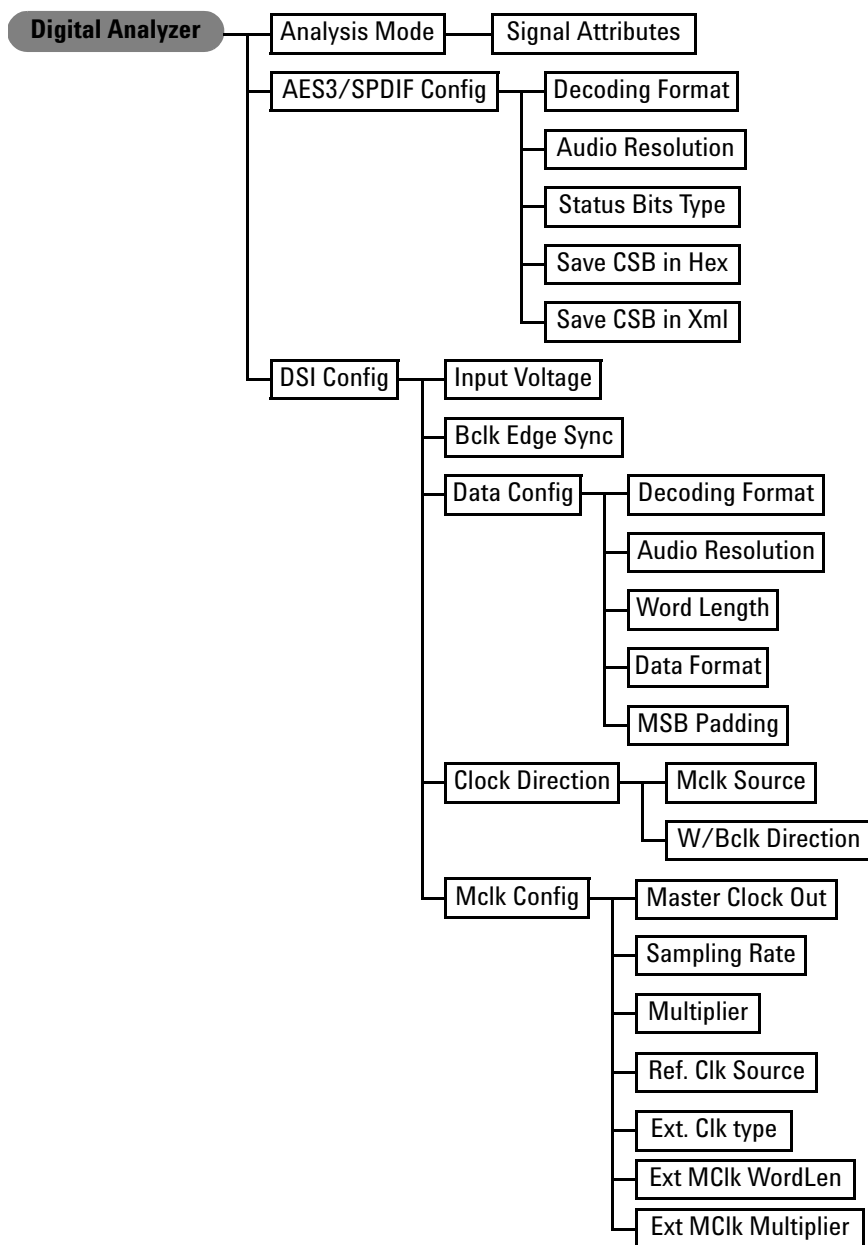 Digital Analyzer
Analysis Mode
Signal Attributes
AES3/SPDIF Config
Decoding Format
Audio Resolution
Status Bits Type
Save CSB in Hex
Save CSB in Xml
DSI Config
Input Voltage
Bclk Edge Sync
Data Config
Decoding Format
Audio Resolution
Word Length
Data Format
MSB Padding
Clock Direction
Mclk Source
W/Bclk Direction
Mclk Config
Master Clock Out
Sampling Rate
Multiplier
Ref. Clk Source
Ext. Clk type
Ext MClk WordLen
Ext MClk Multiplier